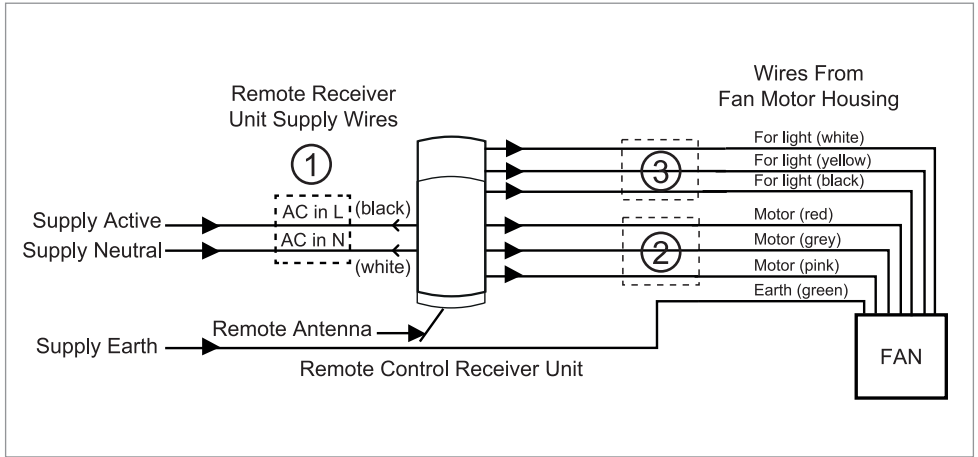 Wires From
Fan Motor Housing
Remote Receiver
Unit Supply Wires
1
For light (white)
For light (yellow)
For light (black)
3
Supply Active
AC in L
(black)
Supply Neutral
AC in N
(white)
Motor (red)
Motor (grey)
Motor (pink)
2
Earth (green)
Remote Antenna
Supply Earth
Remote Control Receiver Unit
FAN